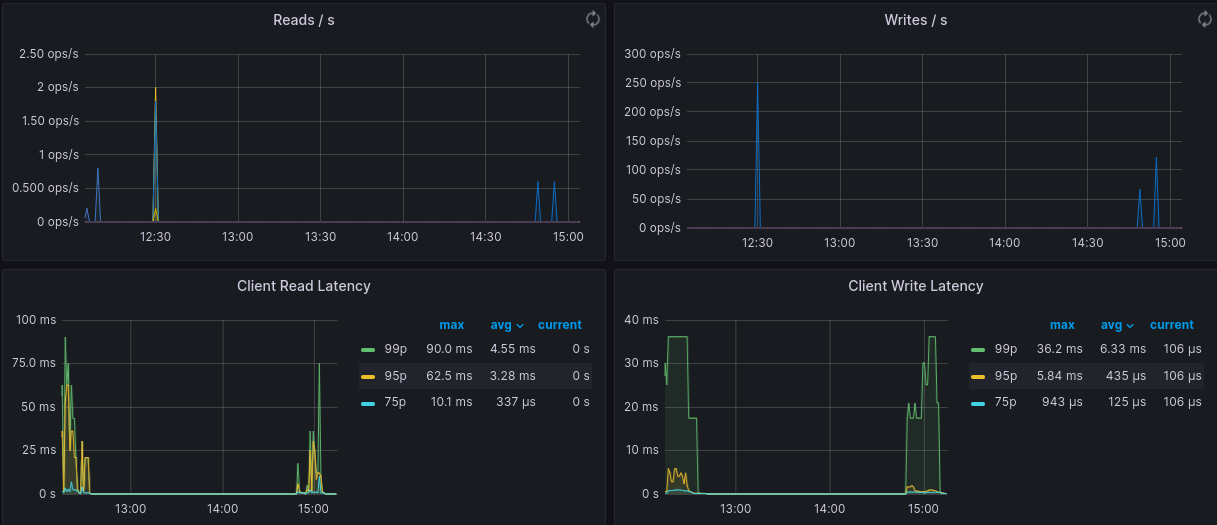 Reads / s
2.50 ops/s
2 ops/s
1.50 ops/s
1 ops/s
0.500 ops/s
0 ops/s
12:30 13:00 13:30 14:00 14:30 15:00
Writes / s
300 ops/s
250 ops/s
200 ops/s
150 ops/s
100 ops/s
50 ops/s
0 ops/s
12:30 13:00 13:30 14:00 14:30 15:00
Client Read Latency
100 ms
75.0 ms
50 ms
25 ms
0 s
13:00 14:00 15:00
max avg current
99p 90.0 ms 4.55 ms 0 s
95p 62.5 ms 3.28 ms 0 s
75p 10.1 ms 337 µs 0 s
Client Write Latency
40 ms
30 ms
20 ms
10 ms
0 s
13:00 14:00 15:00
max avg current
99p 36.2 ms 6.33 ms 106 µs
95p 5.84 ms 435 µs 106 µs
75p 943 µs 125 µs 106 µs